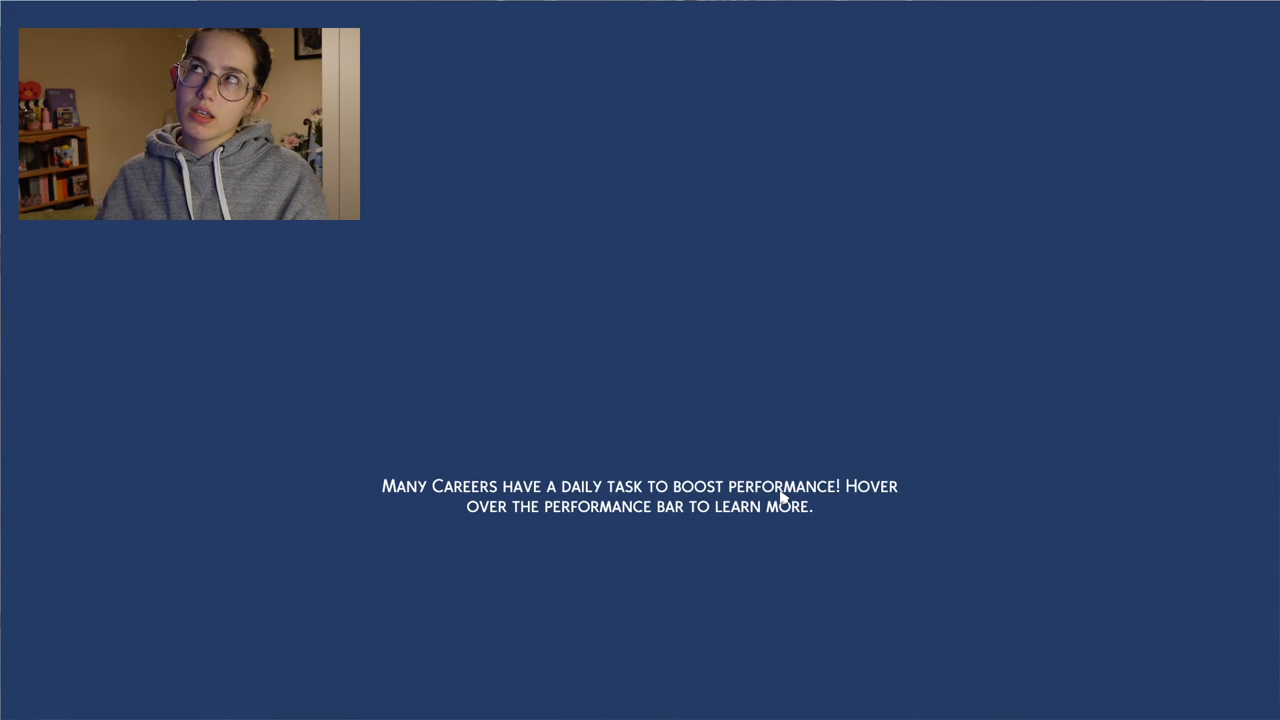 Many Careers have a daily task to boost performance! Hover
over the performance bar to learn more.